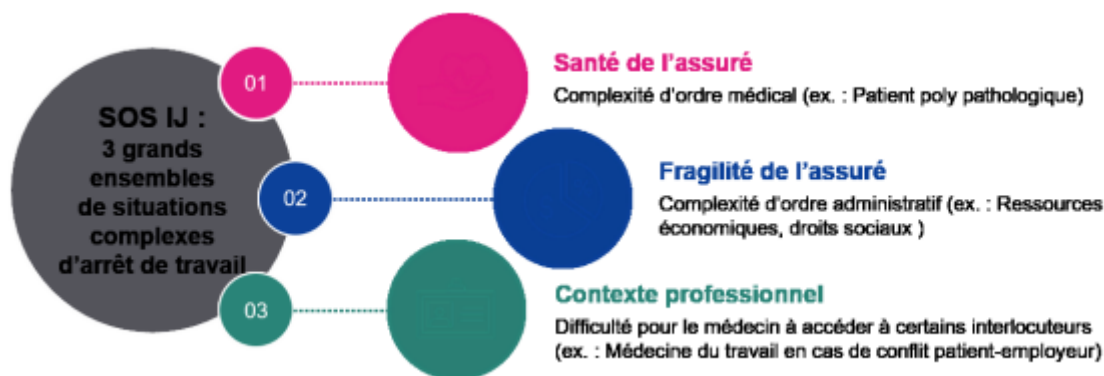 SOS IJ :
3 grands
ensembles
de situations
complexes
d'arrêt de travail
01
Santé de l'assuré
Complexité d'ordre médical (ex. : Patient poly pathologique)
02
Fragilité de l'assuré
Complexité d'ordre administratif (ex. : Ressources
économiques, droits sociaux )
03
Contexte professionnel
Difficulté pour le médecin à accéder à certains interlocuteurs
(ex. : Médecine du travail en cas de conflit patient-employeur)